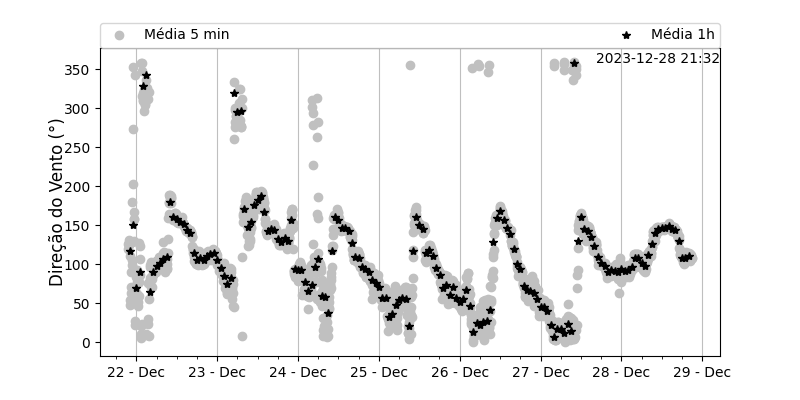 Média 5 min
Média 1h
2023-12-28 21:32
Direção do Vento (°)
350
300
250
200
150
100
50
0
22 - Dec
23 - Dec
24 - Dec
25 - Dec
26 - Dec
27 - Dec
28 - Dec
29 - Dec